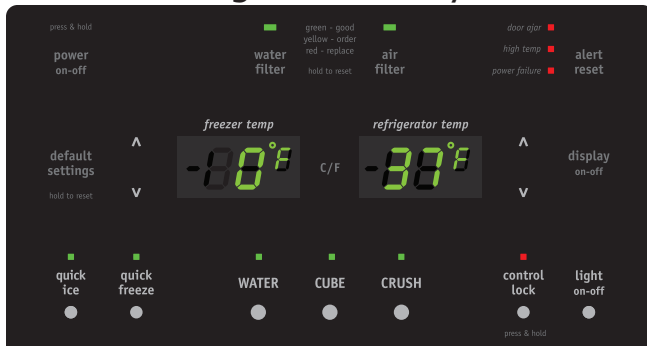 press & hold
power
on-off
water
filter
green - good
yellow - order
red - replace
hold to reset
air
filter
door ajar
high temp
power failure
alert
reset
default
settings
hold to reset
freezer temp
0°F
C/F
refrigerator temp
37°F
display
on-off
quick
ice
quick
freeze
WATER
CUBE
CRUSH
control
lock
press & hold
light
on-off